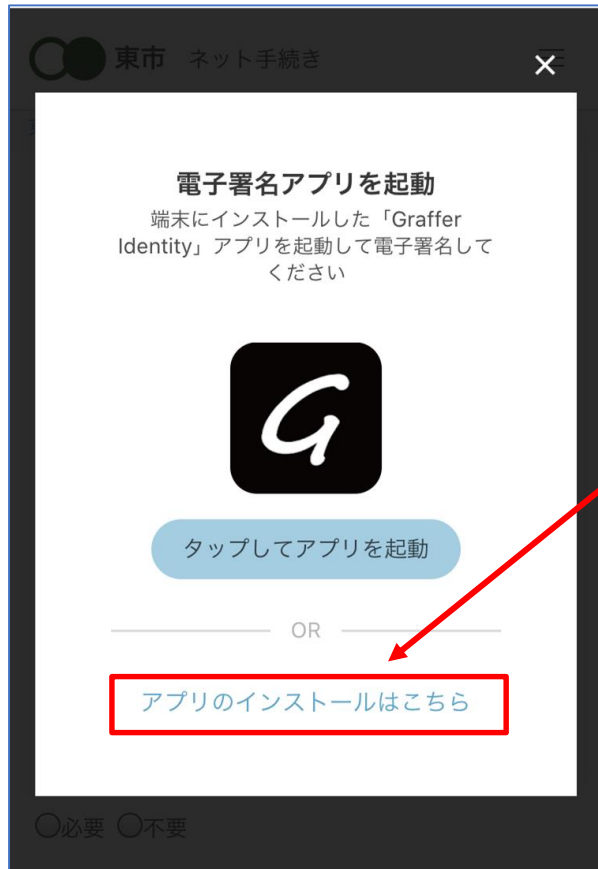 東市 ネット手続き
×
電子署名アプリを起動
端末にインストールした「Graffer
Identity」アプリを起動して電子署名して
ください
G
タップしてアプリを起動
OR
アプリのインストールはこちら
○必要 ○不要